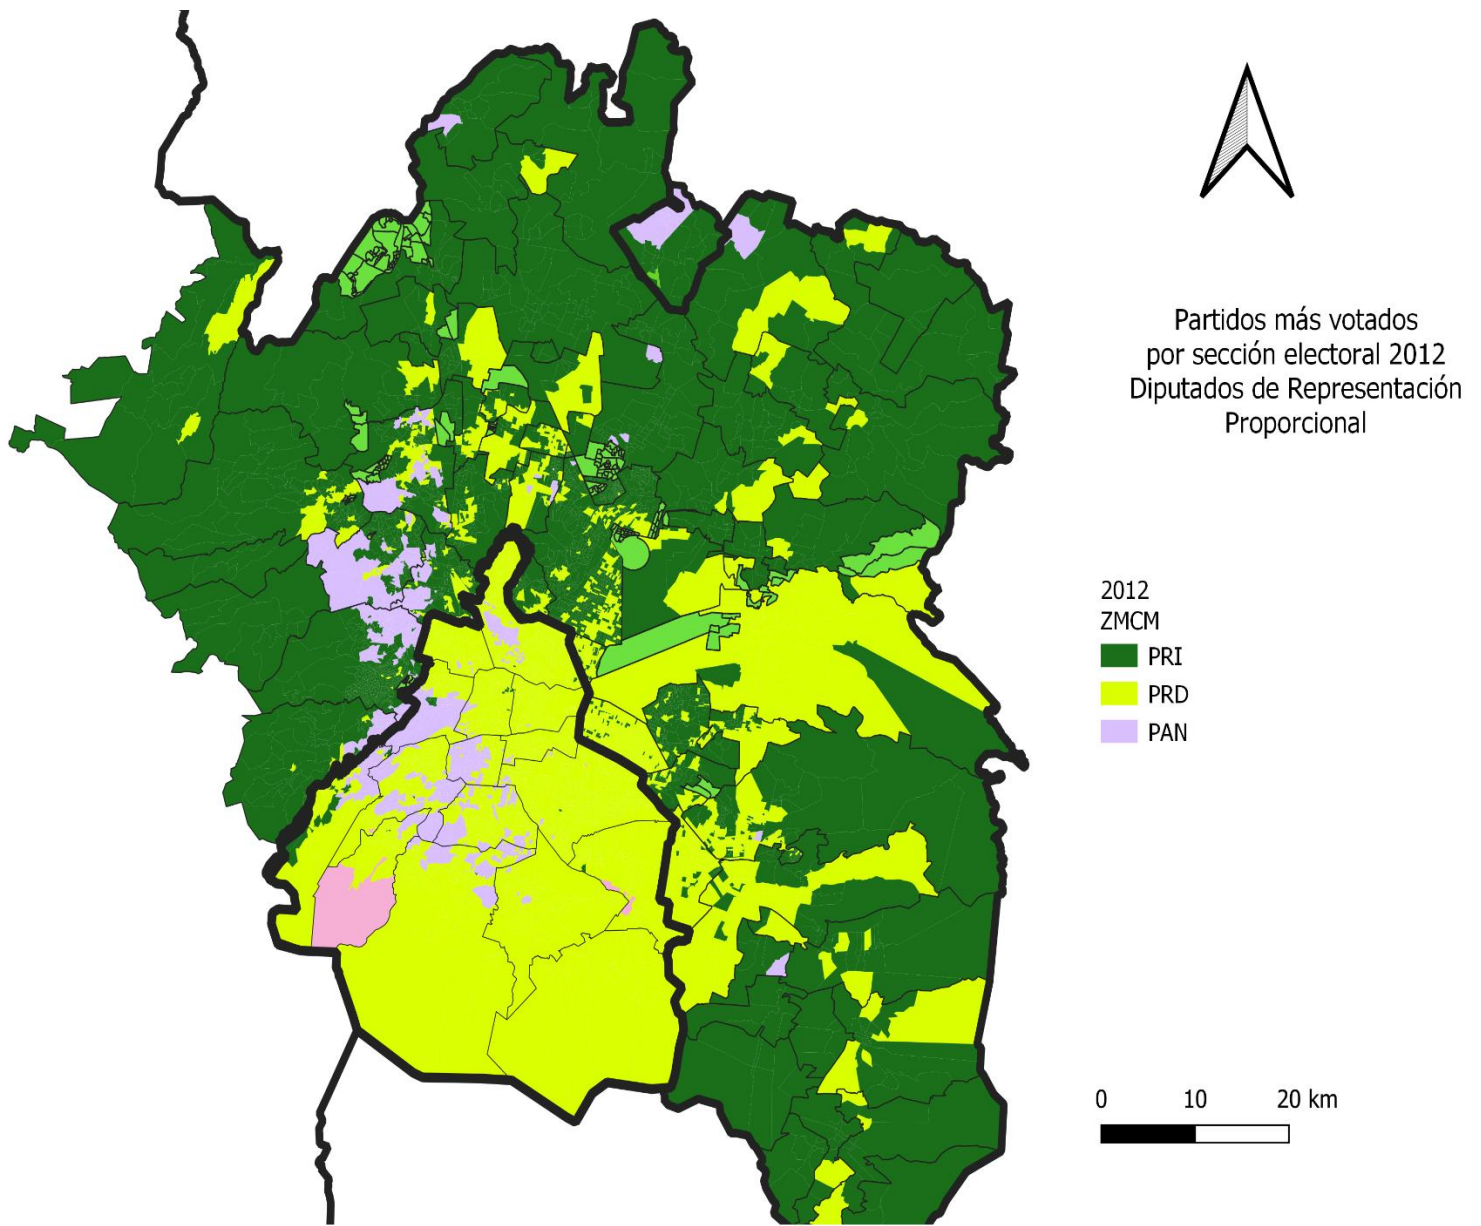 Partidos más votados
por sección electoral 2012
Diputados de Representación
Proporcional
2012
ZMCM
PRI
PRD
PAN
0 10 20 km